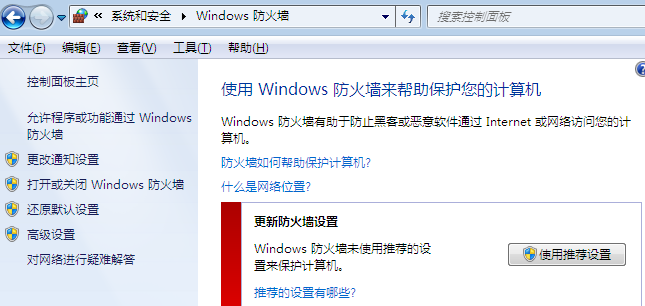 « 系统和安全 ▸ Windows 防火墙
搜索控制面板
文件(F) 编辑(E) 查看(V) 工具(T) 帮助(H)
控制面板主页
允许程序或功能通过 Windows
防火墙
更改通知设置
打开或关闭 Windows 防火墙
还原默认设置
高级设置
对网络进行疑难解答
使用 Windows 防火墙来帮助保护您的计算机
Windows 防火墙有助于防止黑客或恶意软件通过 Internet 或网络访问您的计
算机。
防火墙如何帮助保护计算机?
什么是网络位置?
更新防火墙设置
Windows 防火墙未使用推荐的设
置来保护计算机。
使用推荐设置
推荐的设置有哪些?